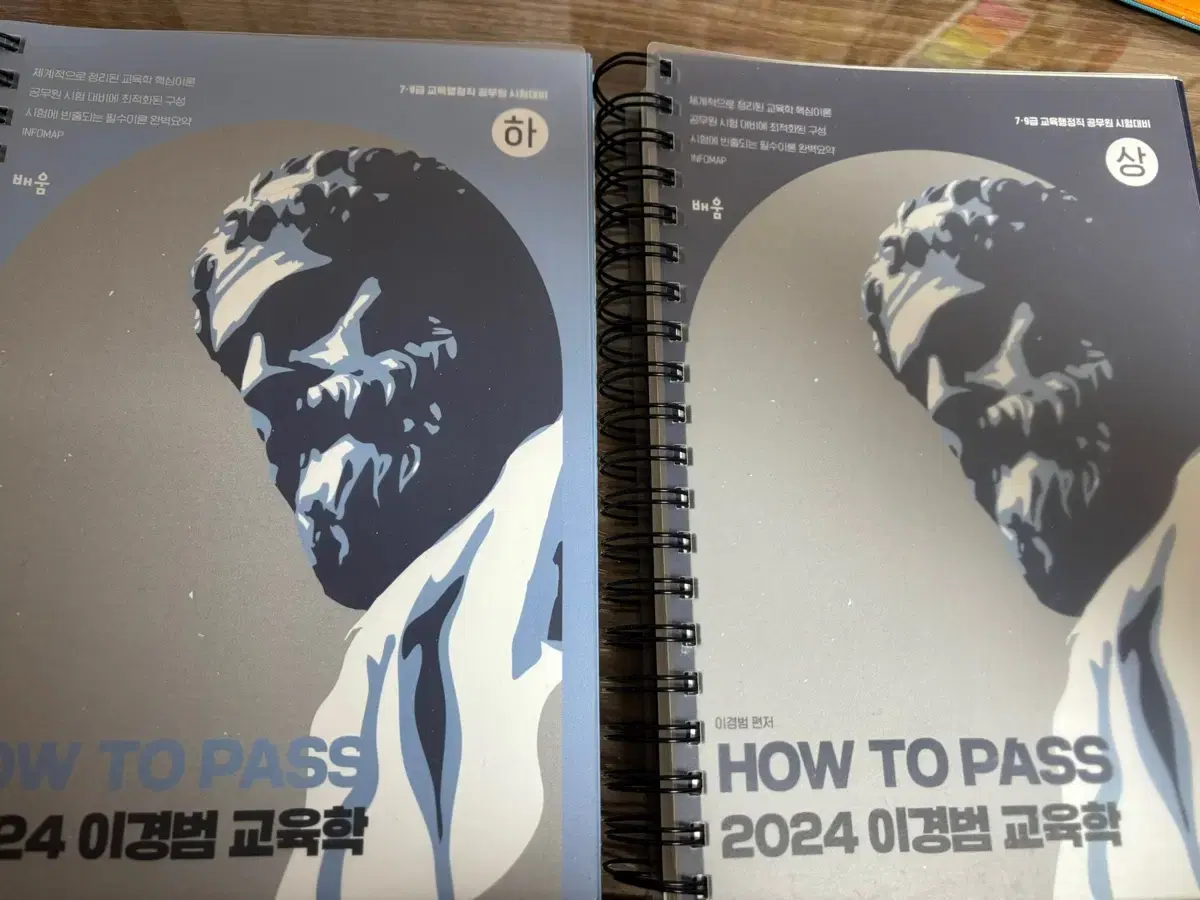 체계적으로 정리된 교육학 핵심이론
공무원 시험 대비에 최적화된 구성
시험에 빈출되는 필수이론 완벽요약
INFOMAP
배움
7·9급 교육행정직 공무원 시험대비
하
OW TO PASS
24 이경범 교육학
체계적으로 정리된 교육학 핵심이론
공무원 시험 대비에 최적화된 구성
시험에 빈출되는 필수이론 완벽요약
INFOMAP
배움
7·9급 교육행정직 공무원 시험대비
상
이경범 편저
HOW TO PASS
2024 이경범 교육학